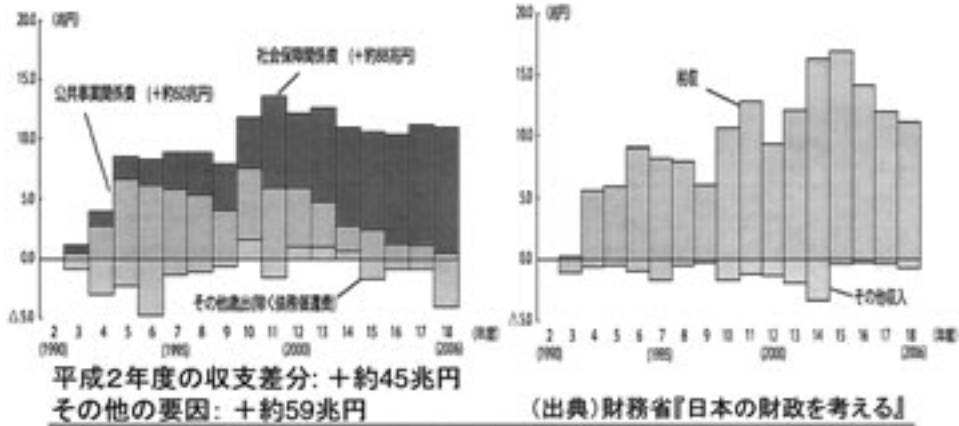 20.0 (兆円)
社会保障関係費 (+約88兆円)
公共事業関係費 (+約60兆円)
15.0
10.0
5.0
0.0
その他歳出(除く債務償還費)
△5.0
2 3 4 5 6 7 8 9 10 11 12 13 14 15 16 17 18 (年度)
(1990) (1995) (2000) (2006)
20.0 (兆円)
税収
15.0
10.0
5.0
0.0
その他収入
△5.0
2 3 4 5 6 7 8 9 10 11 12 13 14 15 16 17 18 (年度)
(1990) (1995) (2000) (2006)
平成2年度の収支差分: +約45兆円
その他の要因: +約59兆円
(出典)財務省『日本の財政を考える』